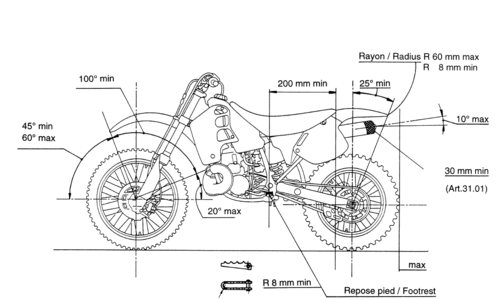 Rayon / Radius R 60 mm max
R 8 mm min
100° min
200 mm min
25° min
45° min
60° max
10° max
30 mm min
(Art.31.01)
20° max
max
R 8 mm min
Repose pied / Footrest